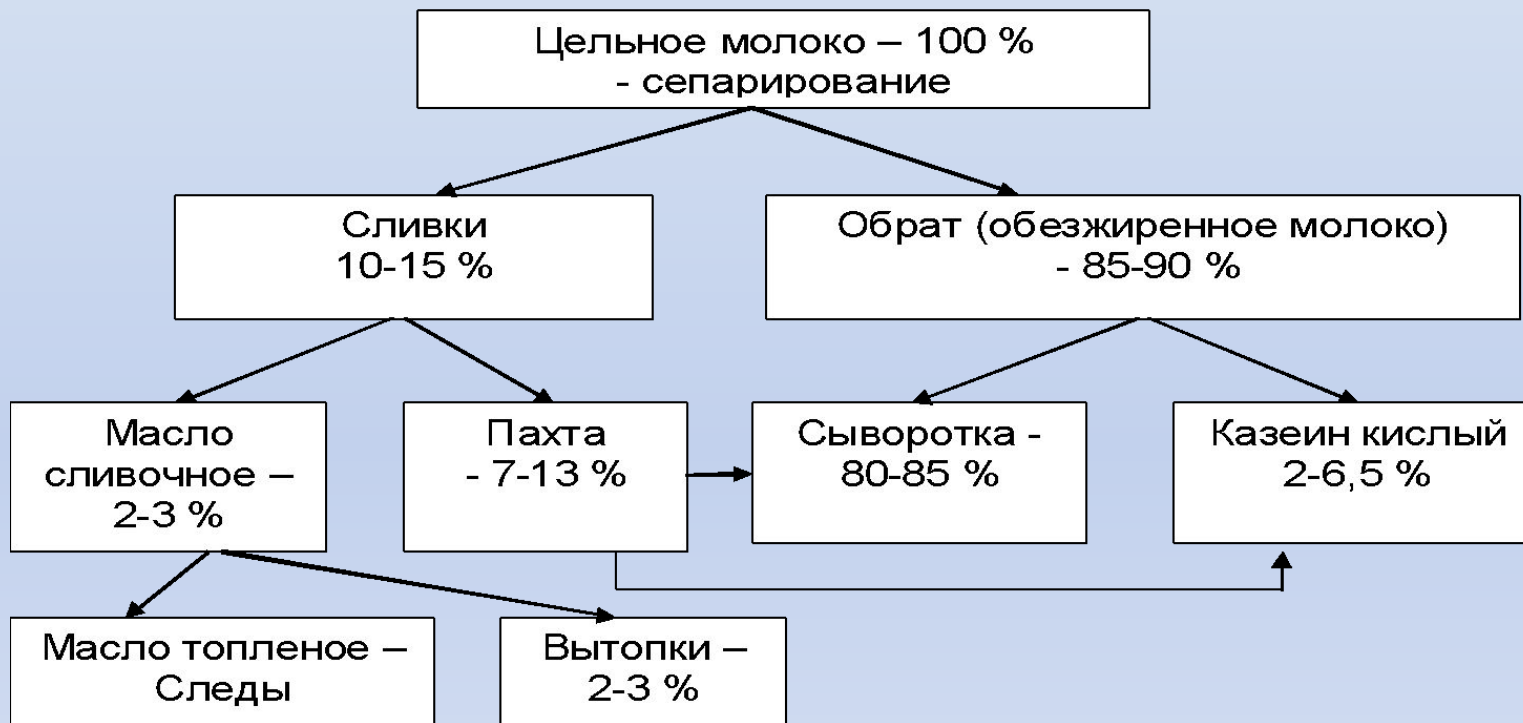 Цельное молоко – 100 %
- сепарирование
Сливки
10-15 %
Обрат (обезжиренное молоко)
- 85-90 %
Масло
сливочное –
2-3 %
Пахта
- 7-13 %
Сыворотка -
80-85 %
Казеин кислый
2-6,5 %
Масло топленое –
Следы
Вытопки –
2-3 %